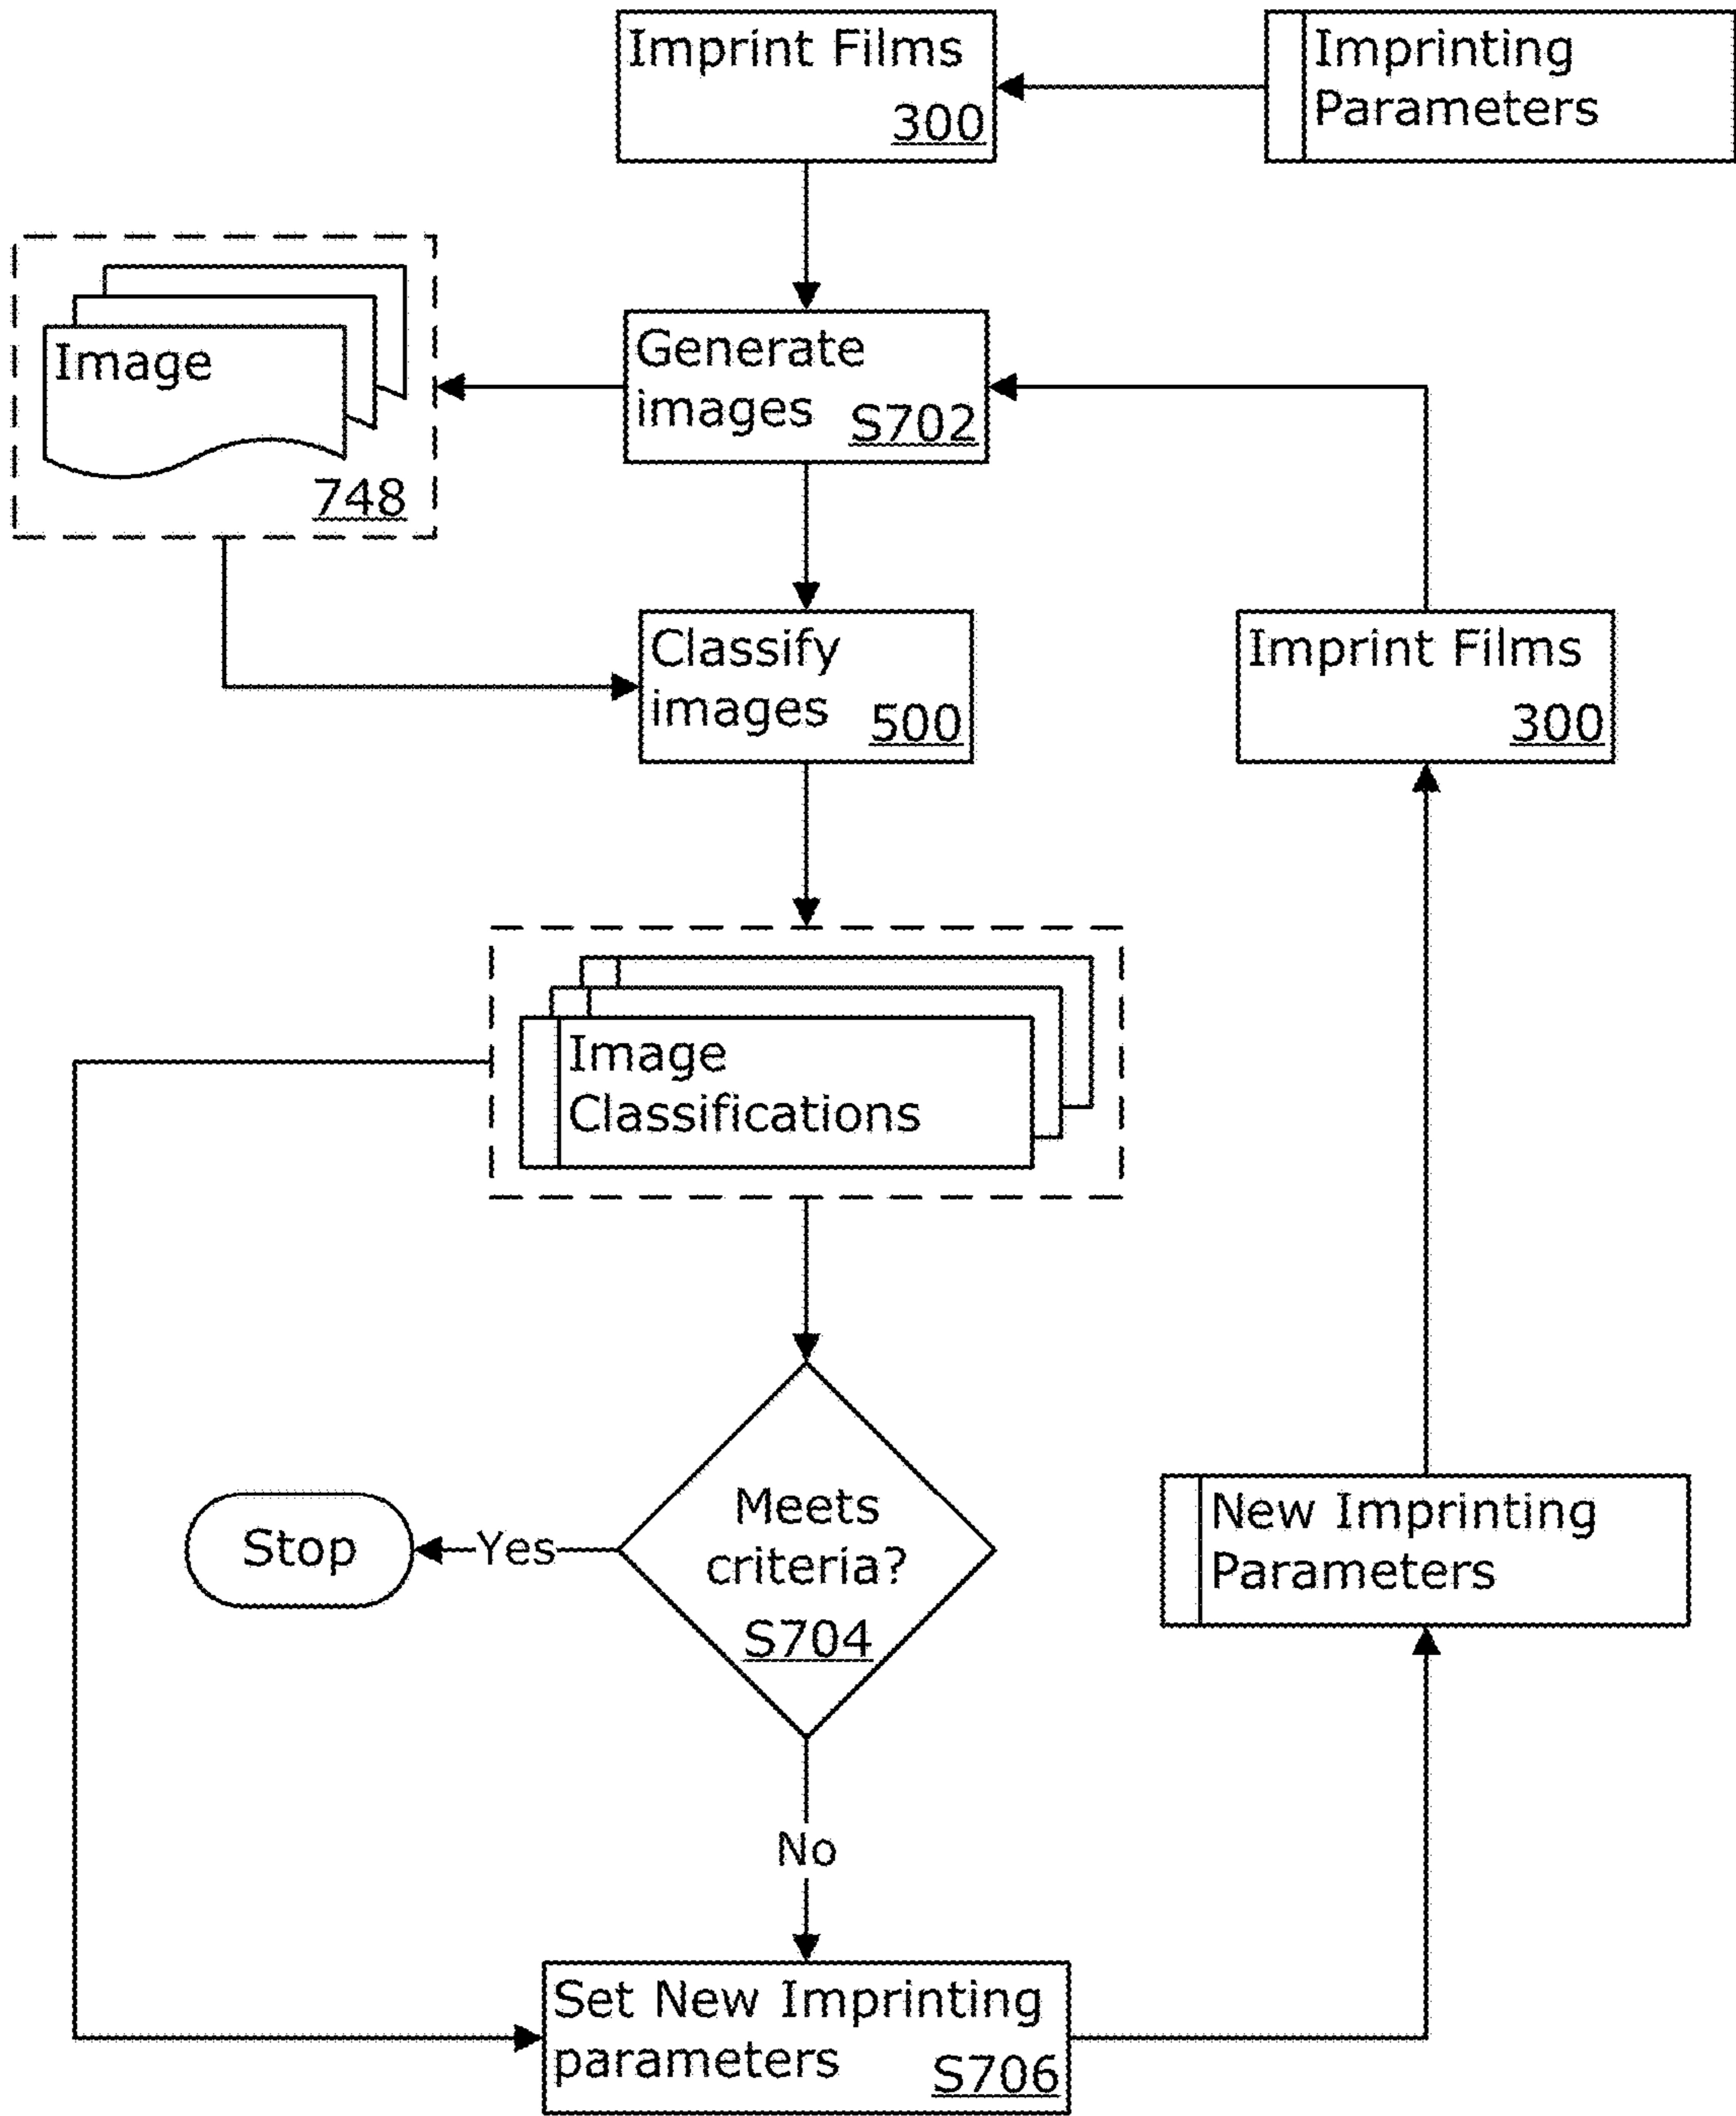 Imprint Films
300
Imprinting
Parameters
Image
748
Generate
images
S702
Classify
images
500
Imprint Films
300
Image
Classifications
Meets
criteria?
S704
Yes
Stop
New Imprinting
Parameters
No
Set New Imprinting
parameters
S706